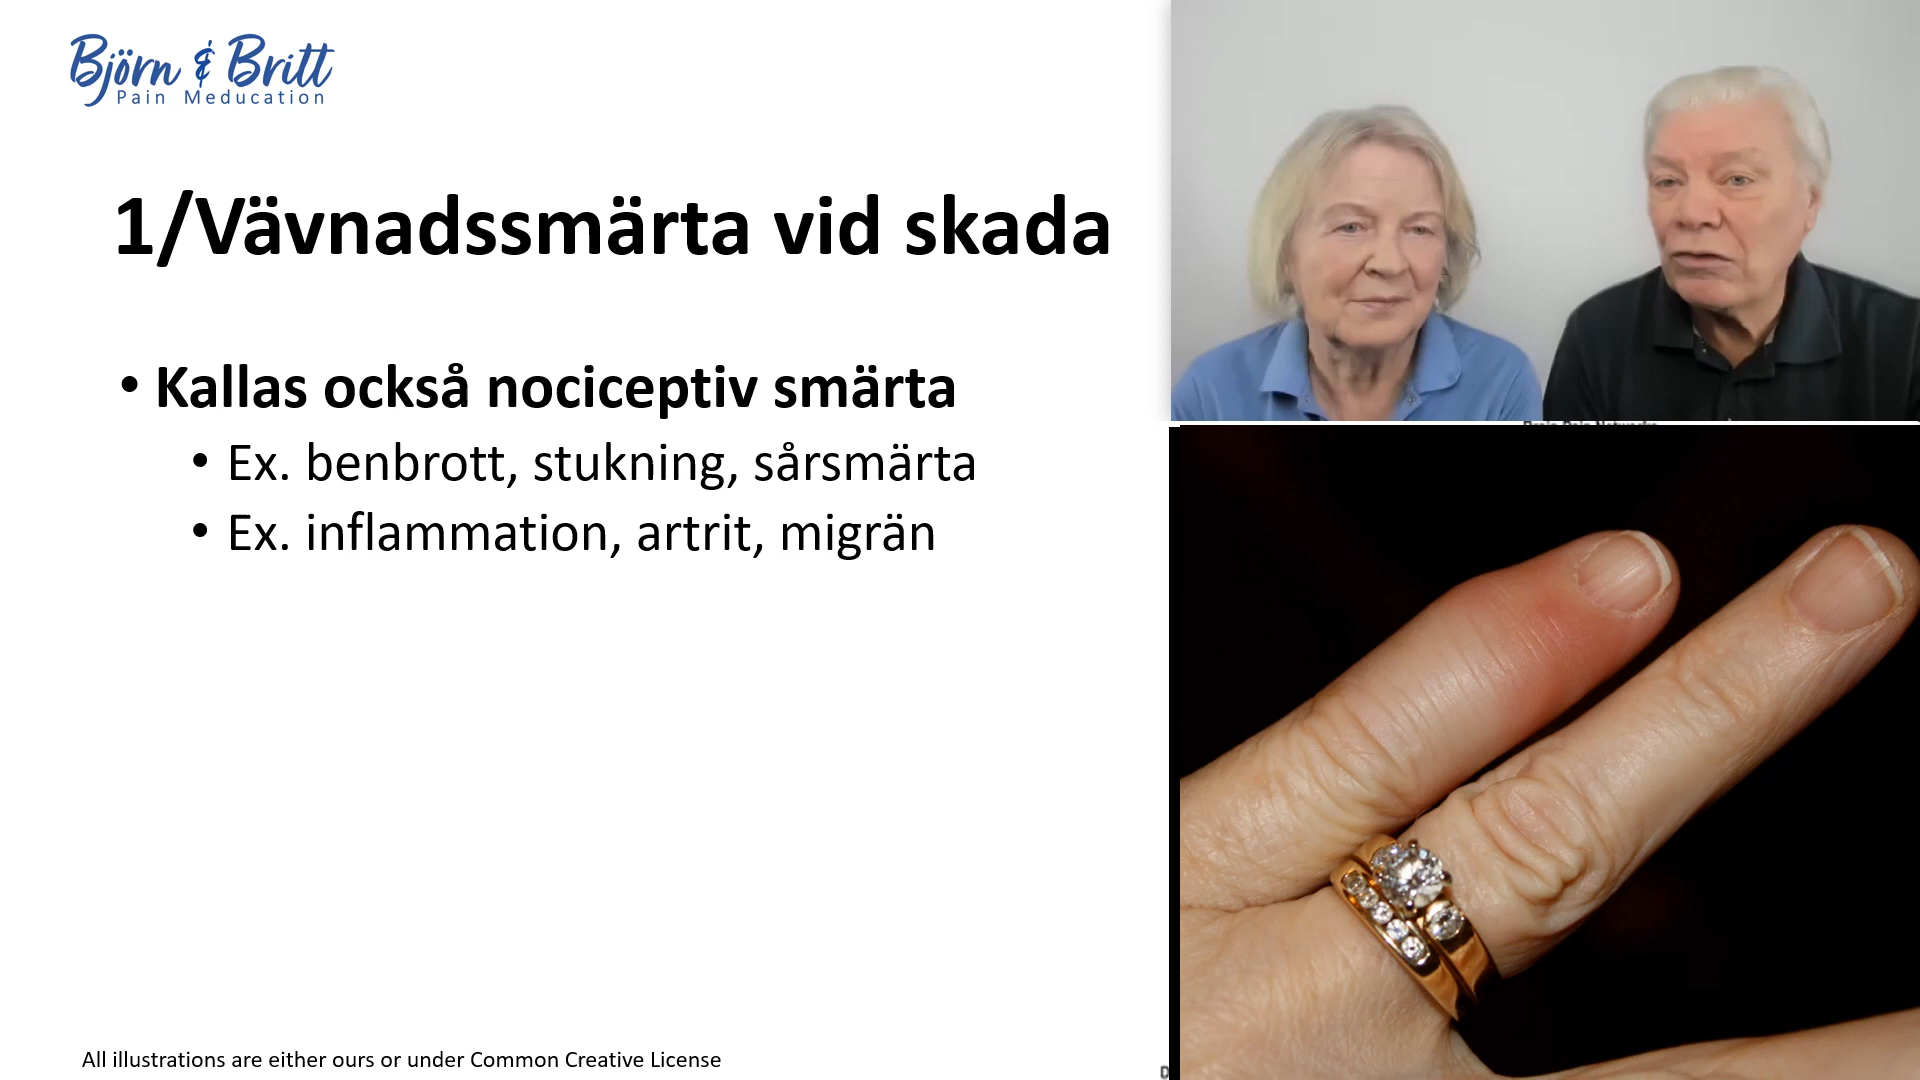 Björn & Britt
Pain Meducation
1/Vävnadssmärta vid skada
• Kallas också nociceptiv smärta
• Ex. benbrott, stukning, sårsmärta
• Ex. inflammation, artrit, migrän
All illustrations are either ours or under Common Creative License